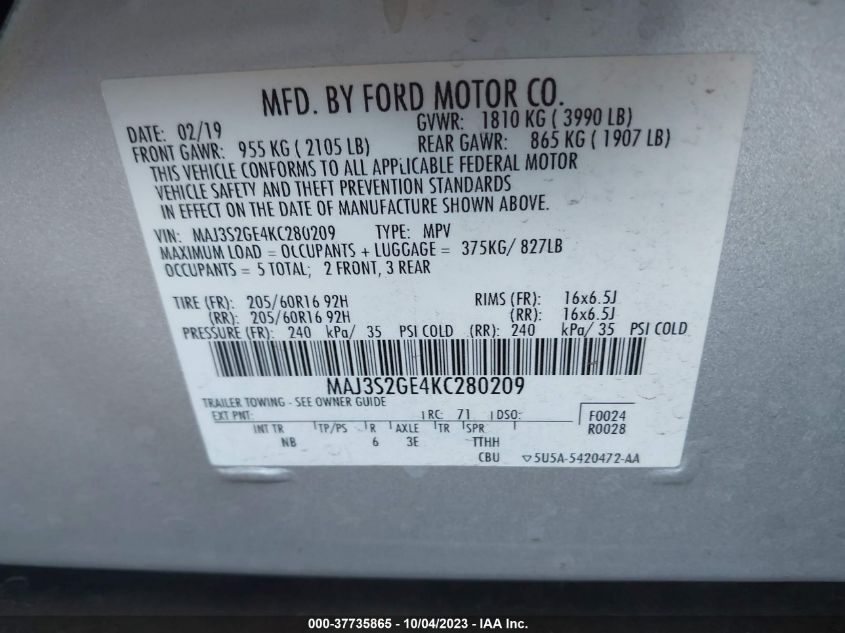 MFD. BY FORD MOTOR CO.
DATE: 02/19 GVWR: 1810 KG ( 3990 LB)
FRONT GAWR: 955 KG ( 2105 LB) REAR GAWR: 865 KG ( 1907 LB)
THIS VEHICLE CONFORMS TO ALL APPLICABLE FEDERAL MOTOR
VEHICLE SAFETY AND THEFT PREVENTION STANDARDS
IN EFFECT ON THE DATE OF MANUFACTURE SHOWN ABOVE.
VIN: MAJ3S2GE4KC280209 TYPE: MPV
MAXIMUM LOAD = OCCUPANTS + LUGGAGE = 375KG/ 827LB
OCCUPANTS = 5 TOTAL; 2 FRONT, 3 REAR
TIRE (FR): 205/60R16 92H RIMS (FR): 16x6.5J
(RR): 205/60R16 92H (RR): 16x6.5J
PRESSURE (FR): 240 kPa/ 35 PSI COLD (RR): 240 kPa/ 35 PSI COLD
MAJ3S2GE4KC280209
TRAILER TOWING - SEE OWNER GUIDE
EXT PNT: RC: 71 DSO: F0024
INT TR TP/PS R AXLE TR SPR R0028
NB 6 3E TTHH
CBU 5U5A-5420472-AA
000-37735865 - 10/04/2023 - IAA Inc.